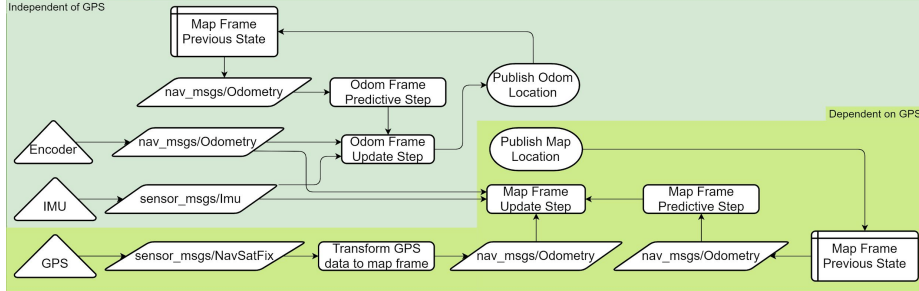 Independent of GPS
Map Frame
Previous State
nav_msgs/Odometry
Odom Frame
Predictive Step
Publish Odom
Location
Dependent on GPS
Encoder
nav_msgs/Odometry
Odom Frame
Update Step
Publish Map
Location
IMU
sensor_msgs/Imu
Map Frame
Update Step
Map Frame
Predictive Step
GPS
sensor_msgs/NavSatFix
Transform GPS
data to map frame
nav_msgs/Odometry
nav_msgs/Odometry
Map Frame
Previous State